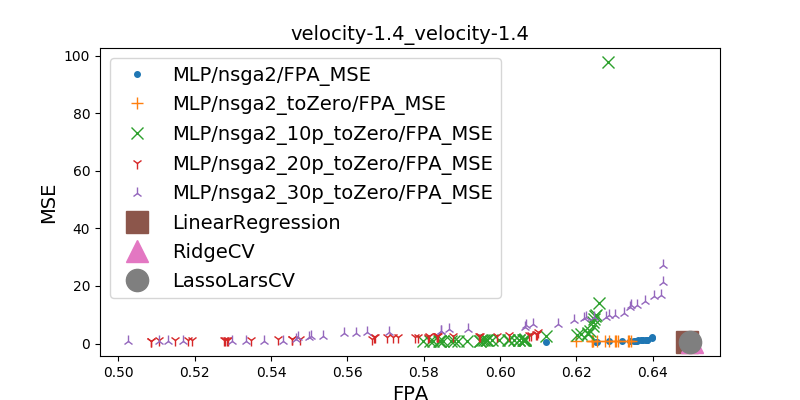 velocity-1.4_velocity-1.4
100
80
60
40
20
0
MSE
MLP/nsga2/FPA_MSE
MLP/nsga2_toZero/FPA_MSE
MLP/nsga2_10p_toZero/FPA_MSE
MLP/nsga2_20p_toZero/FPA_MSE
MLP/nsga2_30p_toZero/FPA_MSE
LinearRegression
RidgeCV
LassoLarsCV
0.50 0.52 0.54 0.56 0.58 0.60 0.62 0.64
FPA